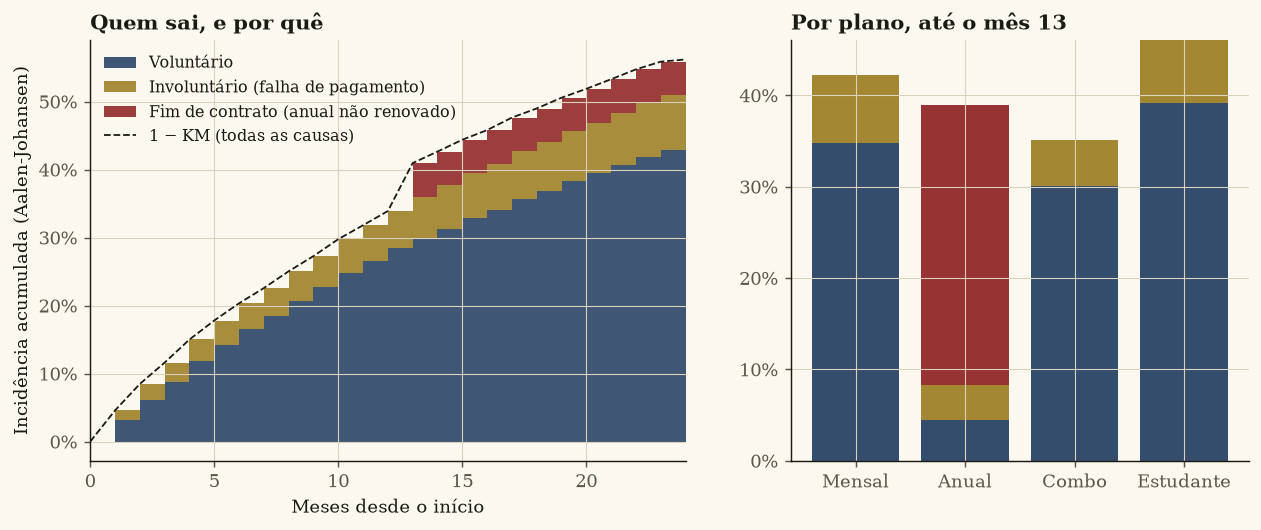 Quem sai, e por quê
Voluntário
Involuntário (falha de pagamento)
Fim de contrato (anual não renovado)
1 − KM (todas as causas)
Incidência acumulada (Aalen-Johansen)
50%
40%
30%
20%
10%
0%
0 5 10 15 20
Meses desde o início
Por plano, até o mês 13
40%
30%
20%
10%
0%
Mensal Anual Combo Estudante